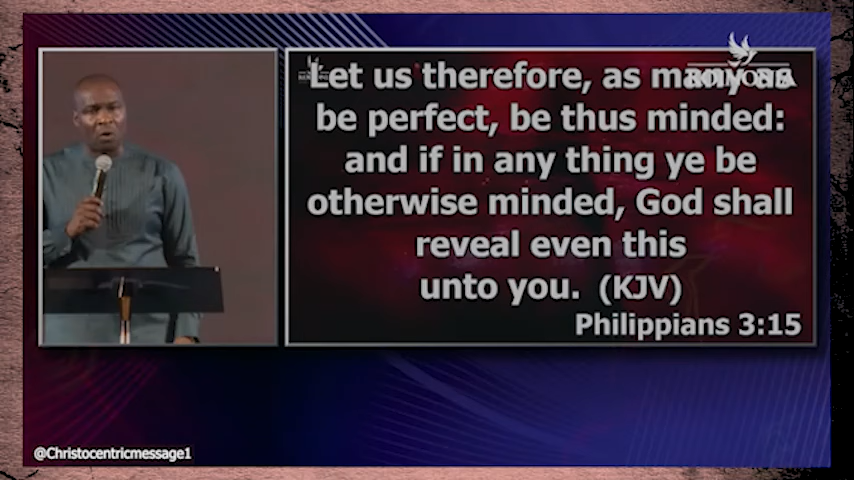 Let us therefore, as many as
be perfect, be thus minded:
and if in any thing ye be
otherwise minded, God shall
reveal even this
unto you. (KJV)
Philippians 3:15
@Christocentricmessage1